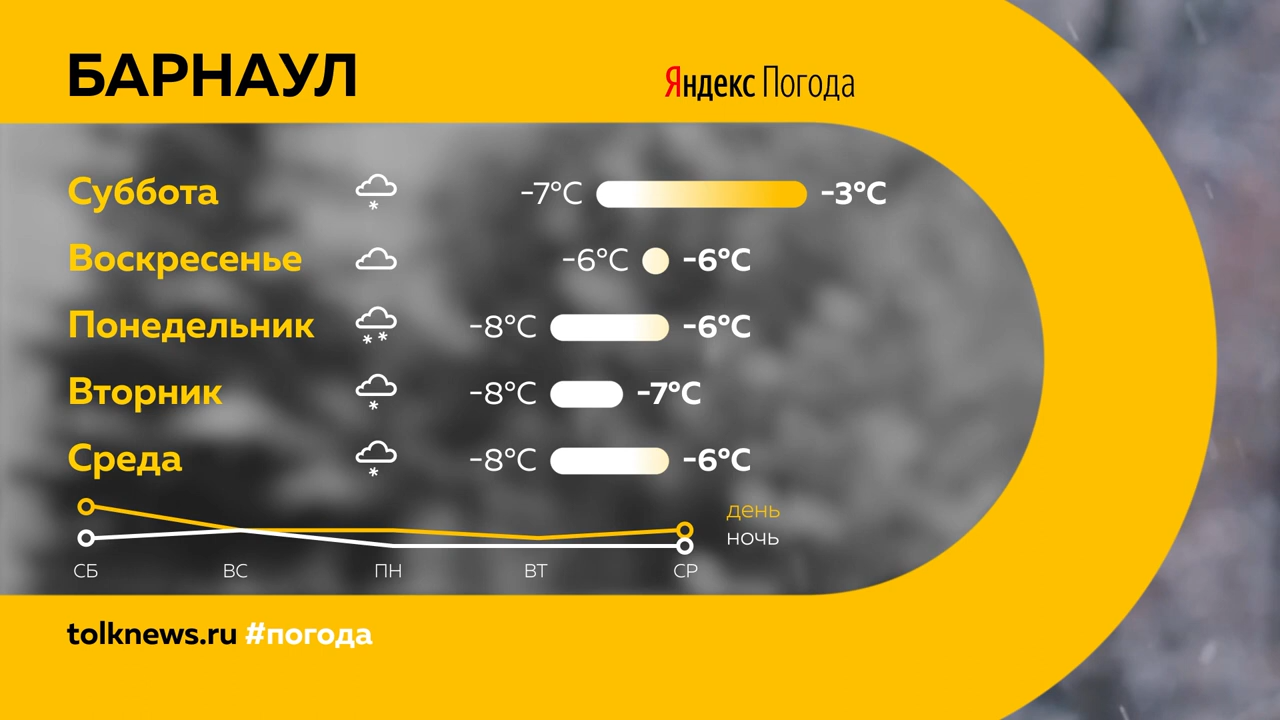 БАРНАУЛ
Яндекс Погода
Суббота -7°C -3°C
Воскресенье -6°C -6°C
Понедельник -8°C -6°C
Вторник -8°C -7°C
Среда -8°C -6°C
день
ночь
СБ ВС ПН ВТ СР
tolknews.ru #погода